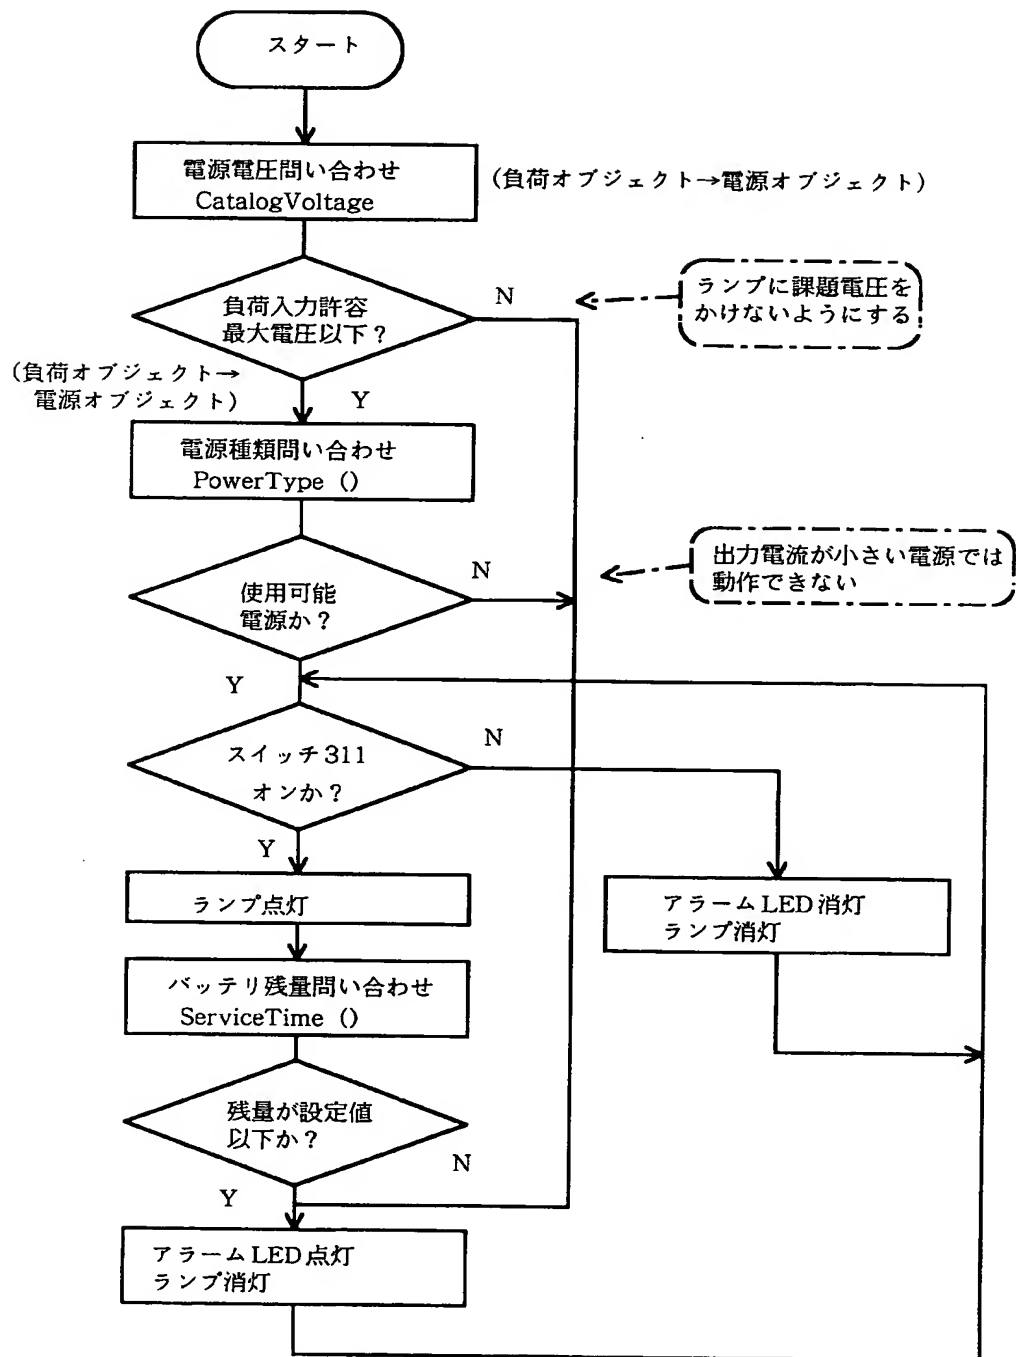 スタート
電源電圧問い合わせ
CatalogVoltage
(負荷オブジェクト→電源オブジェクト)
負荷入力許容
最大電圧以下?
N
ランプに課題電圧を
かけないようにする
(負荷オブジェクト→
電源オブジェクト)
Y
電源種類問い合わせ
PowerType ()
出力電流が小さい電源では
動作できない
使用可能
電源か?
N
Y
スイッチ311
オンか?
N
Y
ランプ点灯
アラームLED消灯
ランプ消灯
バッテリ残量問い合わせ
ServiceTime ()
残量が設定値
以下か?
N
Y
アラームLED点灯
ランプ消灯